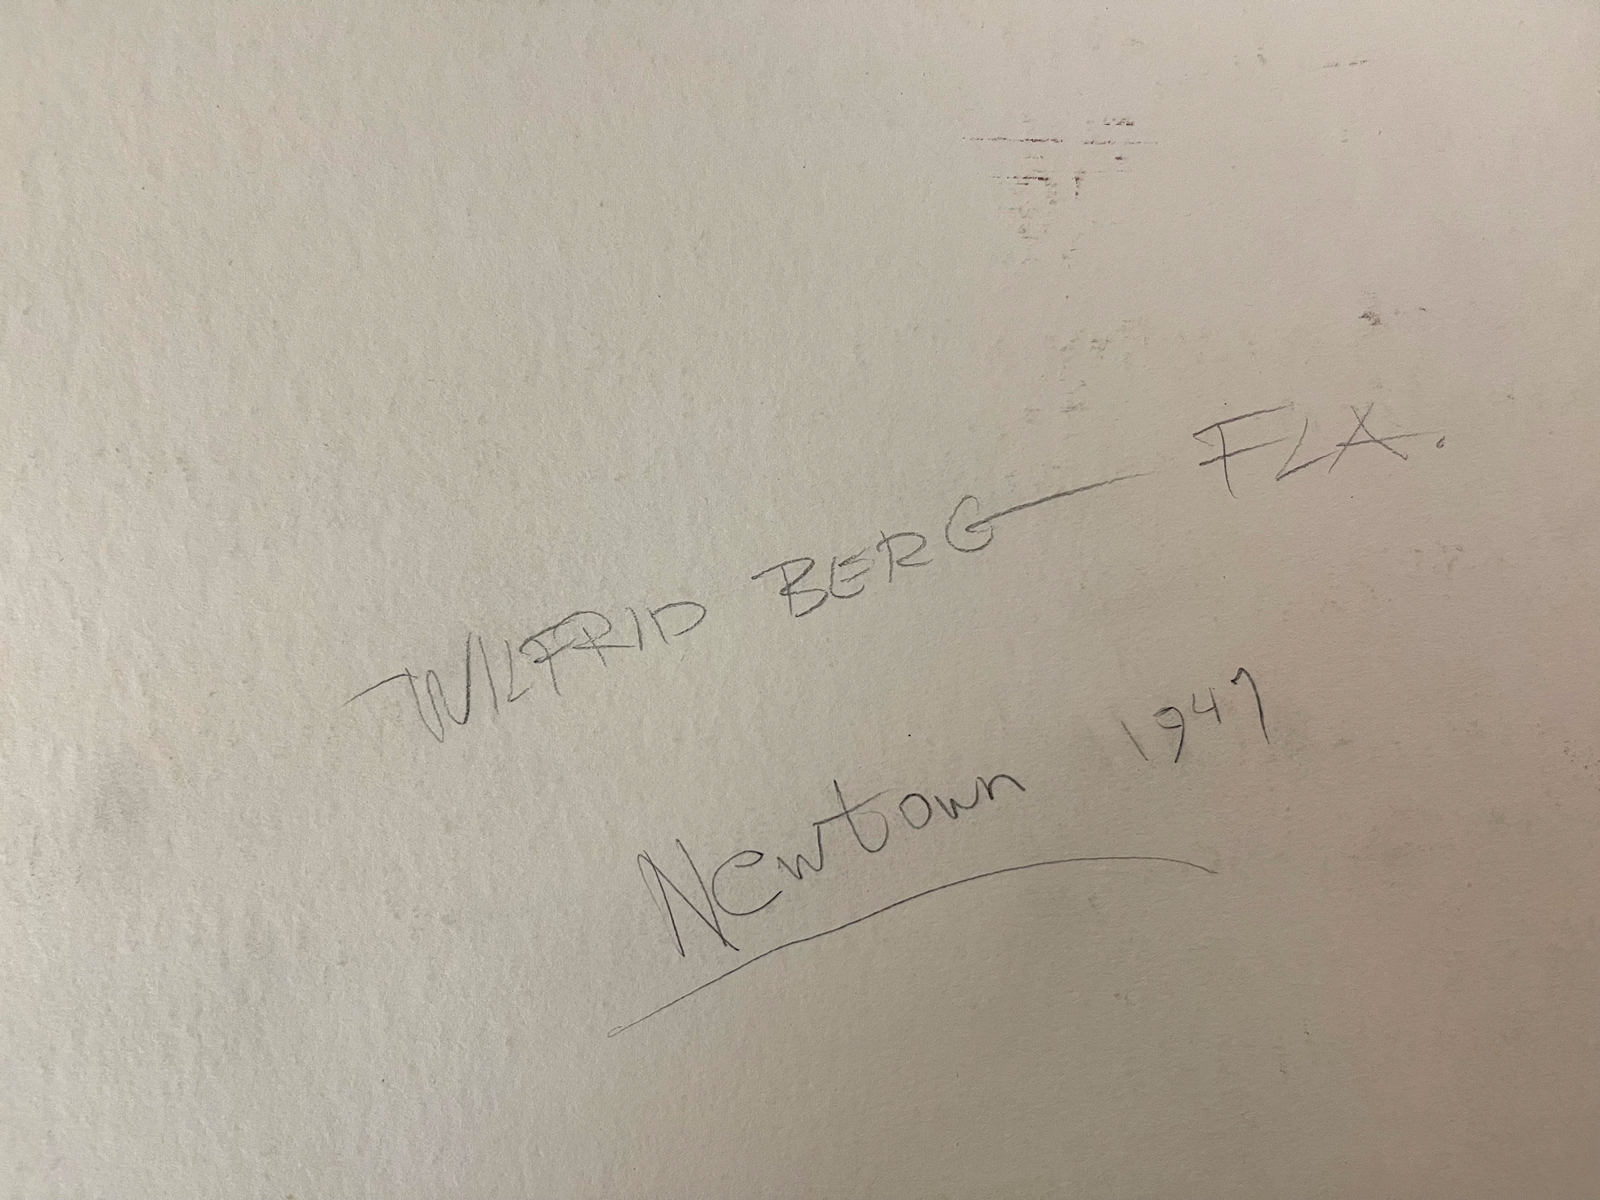 WILFRID BERG — FLA.
Newtown 1947